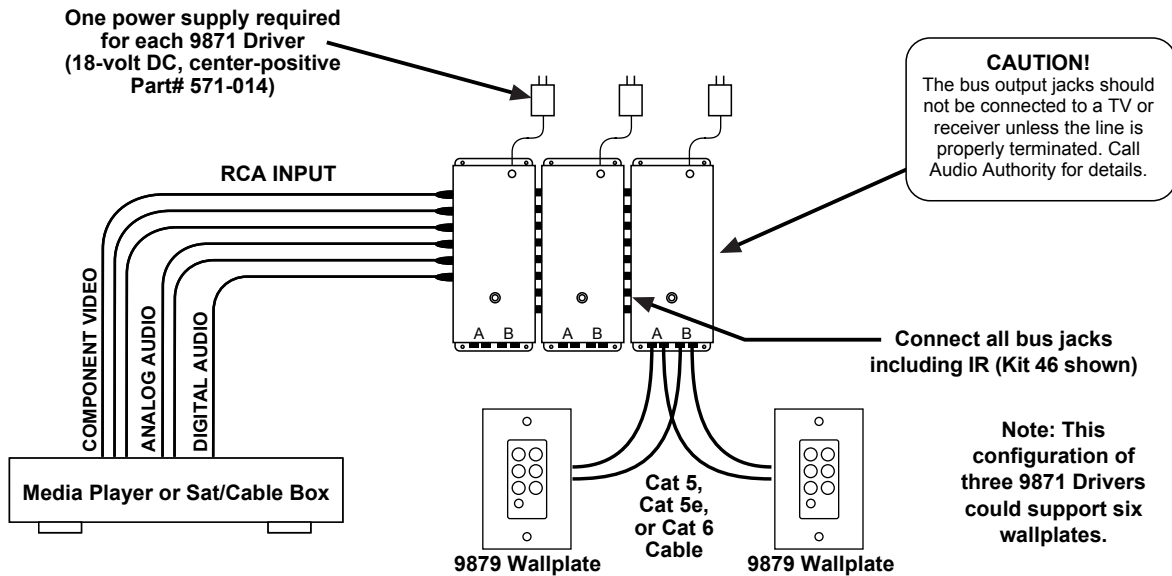 One power supply required
for each 9871 Driver
(18-volt DC, center-positive
Part# 571-014)
CAUTION!
The bus output jacks should
not be connected to a TV or
receiver unless the line is
properly terminated. Call
Audio Authority for details.
RCA INPUT
COMPONENT VIDEO
ANALOG AUDIO
DIGITAL AUDIO
A B
A B
A B
Connect all bus jacks
including IR (Kit 46 shown)
Media Player or Sat/Cable Box
Cat 5,
Cat 5e,
or Cat 6
Cable
9879 Wallplate
9879 Wallplate
Note: This
configuration of
three 9871 Drivers
could support six
wallplates.